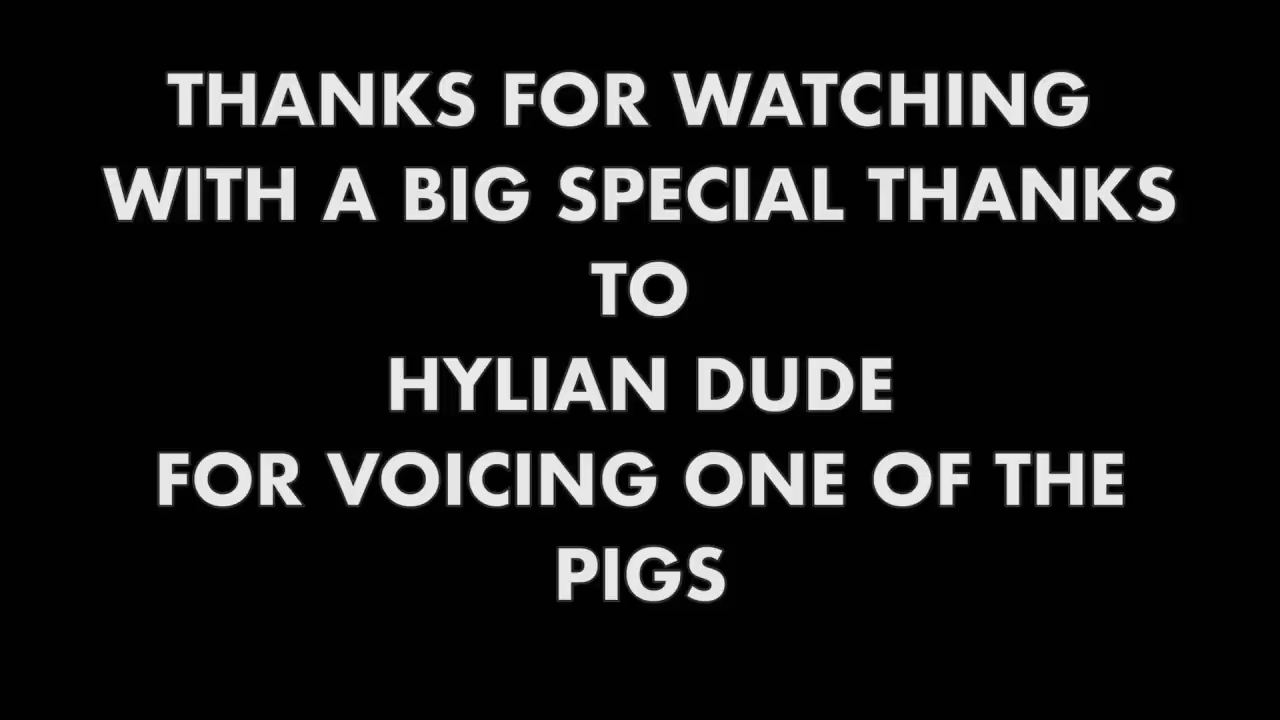 THANKS FOR WATCHING
WITH A BIG SPECIAL THANKS
TO
HYLIAN DUDE
FOR VOICING ONE OF THE
PIGS